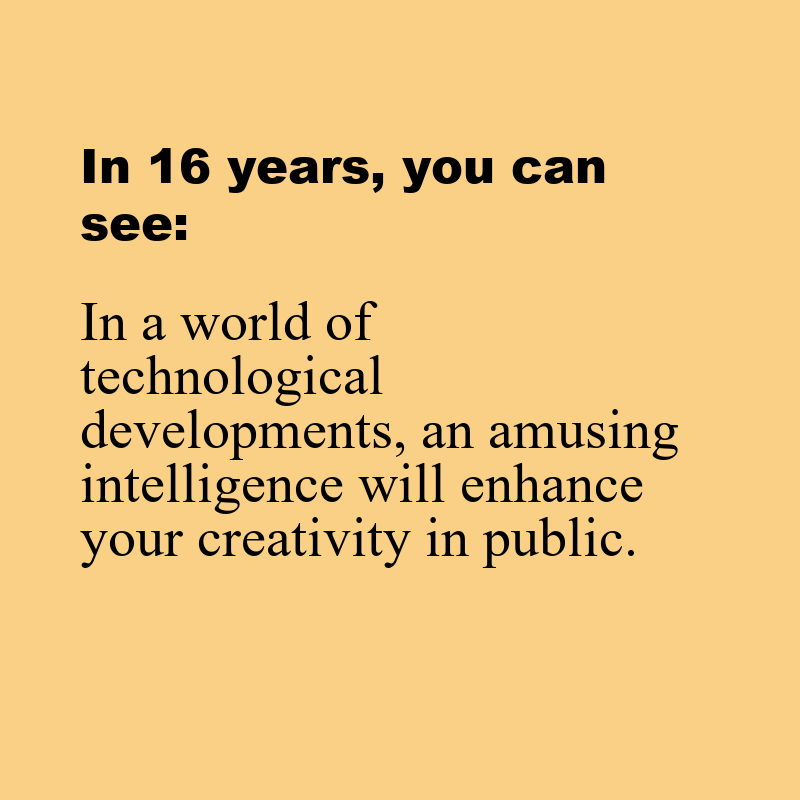 In 16 years, you can
see:
In a world of
technological
developments, an amusing
intelligence will enhance
your creativity in public.